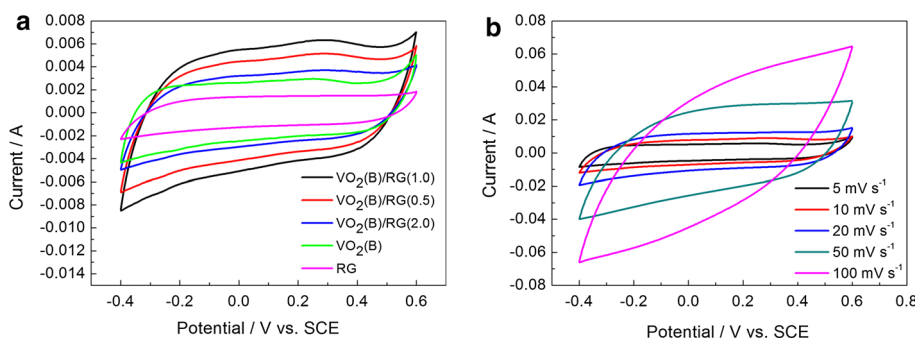 a
Current / A
0.008
0.006
0.004
0.002
0.000
-0.002
-0.004
-0.006
-0.008
-0.010
-0.012
-0.014
VO₂(B)/RG(1.0)
VO₂(B)/RG(0.5)
VO₂(B)/RG(2.0)
VO₂(B)
RG
-0.4 -0.2 0.0 0.2 0.4 0.6
Potential / V vs. SCE
b
Current / A
0.08
0.06
0.04
0.02
0.00
-0.02
-0.04
-0.06
-0.08
5 mV s⁻¹
10 mV s⁻¹
20 mV s⁻¹
50 mV s⁻¹
100 mV s⁻¹
-0.4 -0.2 0.0 0.2 0.4 0.6 0.8
Potential / V vs. SCE